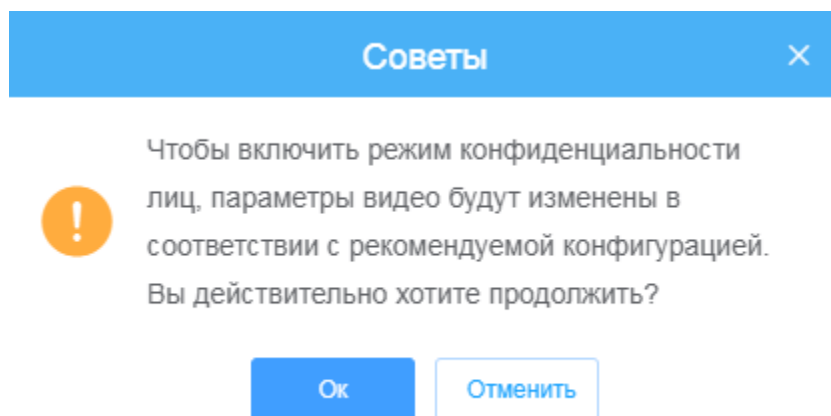 Советы
Чтобы включить режим конфиденциальности
лиц, параметры видео будут изменены в
соответствии с рекомендуемой конфигурацией.
Вы действительно хотите продолжить?
Ок
Отменить